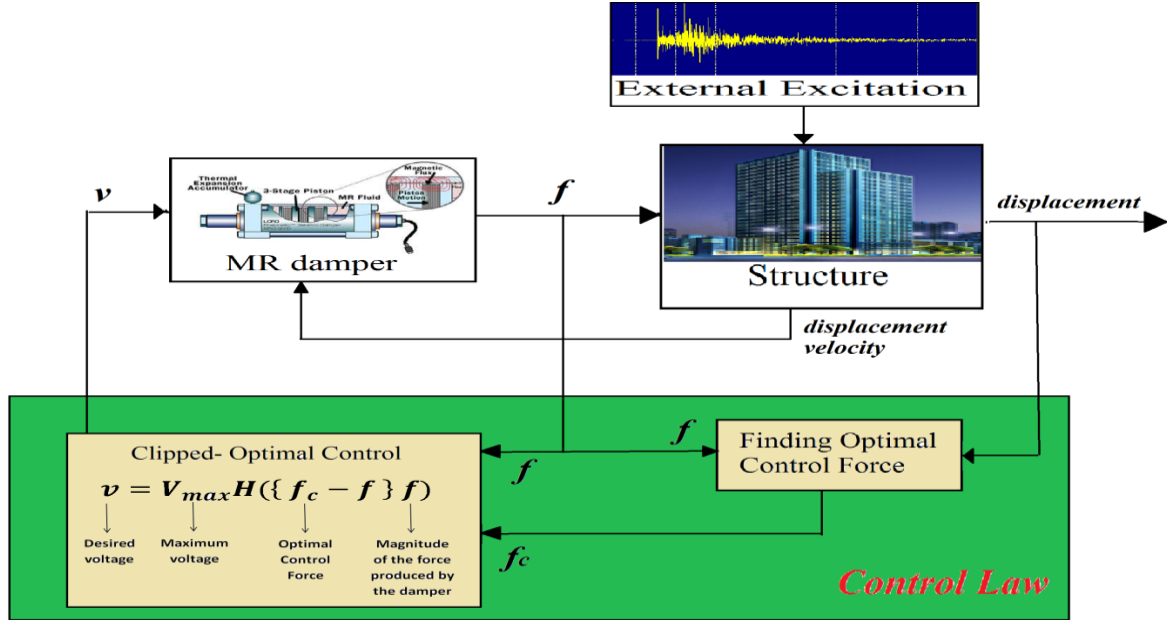 External Excitation
Thermal
Expansion
Accumulator
3-Stage Piston
Magnetic
Flux
MR Fluid
Piston
Motion
LORD
MR damper
v
f
Structure
displacement
displacement
velocity
Clipped- Optimal Control
v = V_max H({ f_c − f } f)
Desired
voltage
Maximum
voltage
Optimal
Control
Force
Magnitude
of the force
produced by
the damper
f
f
f_c
Finding Optimal
Control Force
Control Law